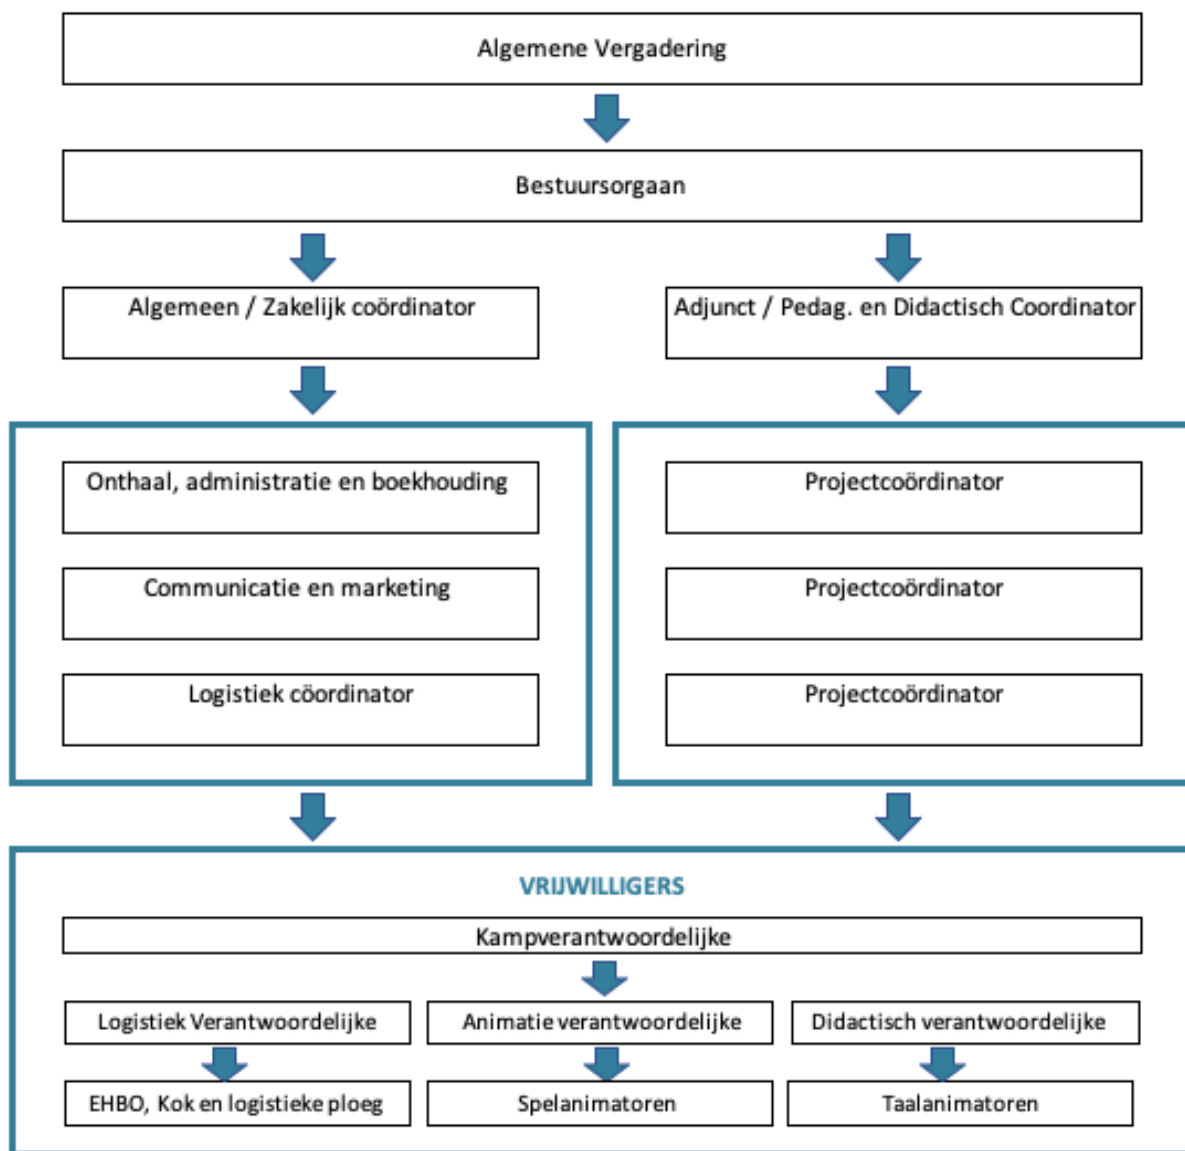 Algemene Vergadering
Bestuursorgaan
Algemeen / Zakelijk coördinator
Adjunct / Pedag. en Didactisch Coordinator
Onthaal, administratie en boekhouding
Projectcoördinator
Communicatie en marketing
Projectcoördinator
Logistiek cöordinator
Projectcoördinator
VRIJWILLIGERS
Kampverantwoordelijke
Logistiek Verantwoordelijke
Animatie verantwoordelijke
Didactisch verantwoordelijke
EHBO, Kok en logistieke ploeg
Spelanimatoren
Taalanimatoren